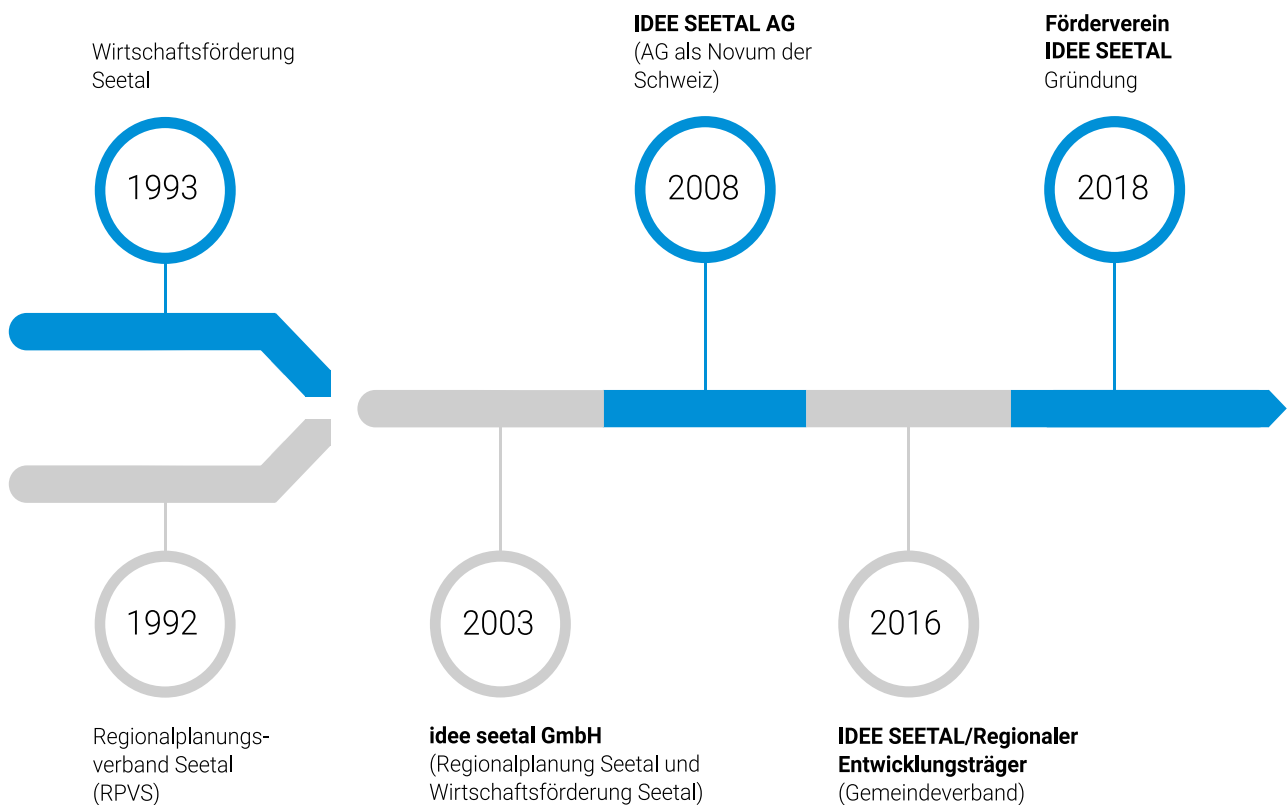 Wirtschaftsförderung
Seetal
1993
IDEE SEETAL AG
(AG als Novum der
Schweiz)
2008
Förderverein
IDEE SEETAL
Gründung
2018
1992
Regionalplanungs-
verband Seetal
(RPVS)
2003
idee seetal GmbH
(Regionalplanung Seetal und
Wirtschaftsförderung Seetal)
2016
IDEE SEETAL/Regionaler
Entwicklungsträger
(Gemeindeverband)